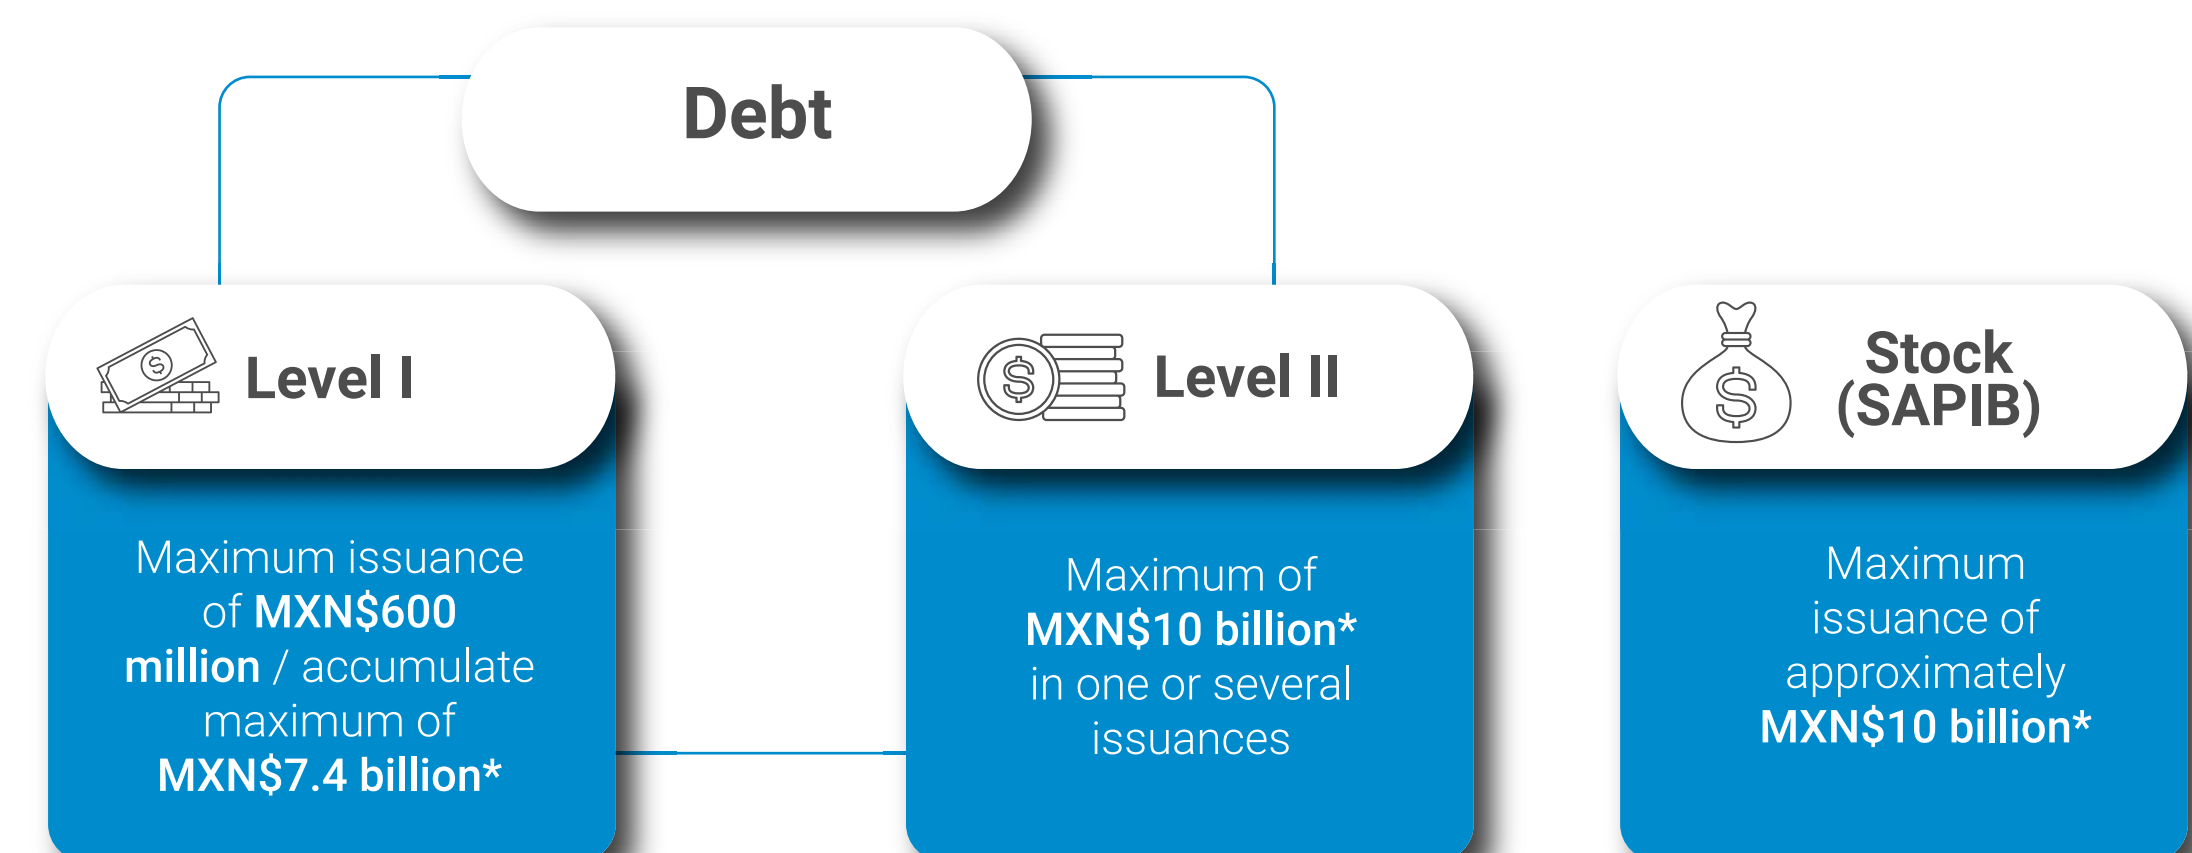 Debt
Level I
Maximum issuance
of MXN$600
million / accumulate
maximum of
MXN$7.4 billion*
Level II
Maximum of
MXN$10 billion*
in one or several
issuances
Stock
(SAPIB)
Maximum
issuance of
approximately
MXN$10 billion*